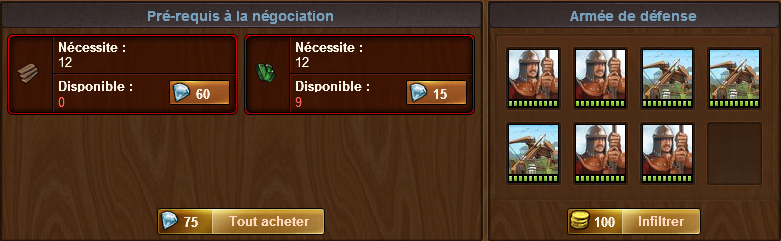 Pré-requis à la négociation
Nécessite :
12
Disponible :
0
60
Nécessite :
12
Disponible :
9
15
75 Tout acheter
Armée de défense
100 Infiltrer